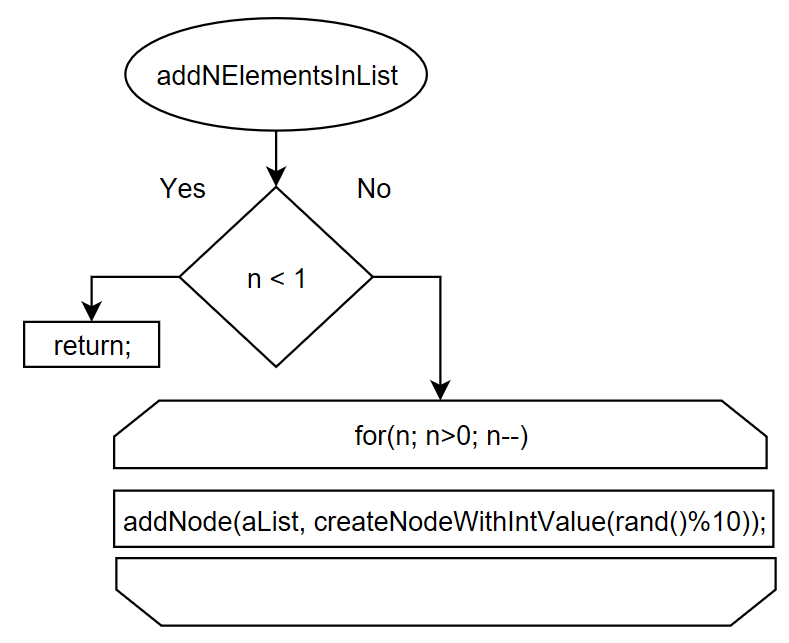 addNElementsInList
Yes
No
n < 1
return;
for(n; n>0; n--)
addNode(aList, createNodeWithIntValue(rand()%10));